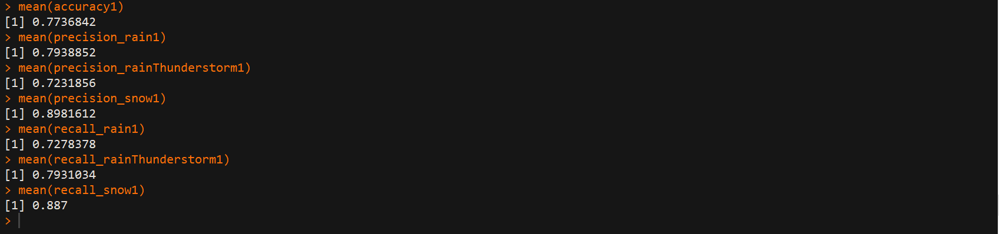 > mean(accuracy1)
[1] 0.7736842
> mean(precision_rain1)
[1] 0.7938852
> mean(precision_rainThunderstorm1)
[1] 0.7231856
> mean(precision_snow1)
[1] 0.8981612
> mean(recall_rain1)
[1] 0.7278378
> mean(recall_rainThunderstorm1)
[1] 0.7931034
> mean(recall_snow1)
[1] 0.887
>